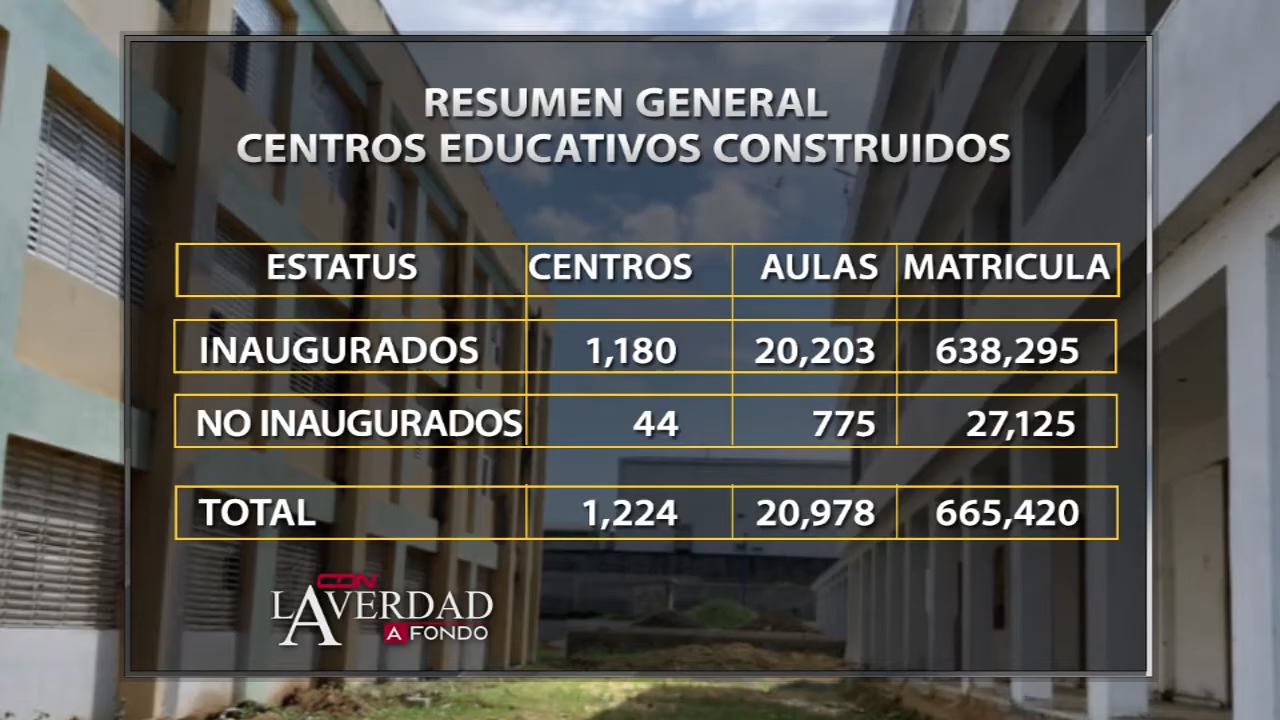 RESUMEN GENERAL
CENTROS EDUCATIVOS CONSTRUIDOS
ESTATUS CENTROS AULAS MATRICULA
INAUGURADOS 1,180 20,203 638,295
NO INAUGURADOS 44 775 27,125
TOTAL 1,224 20,978 665,420
CDN
LA VERDAD
A FONDO